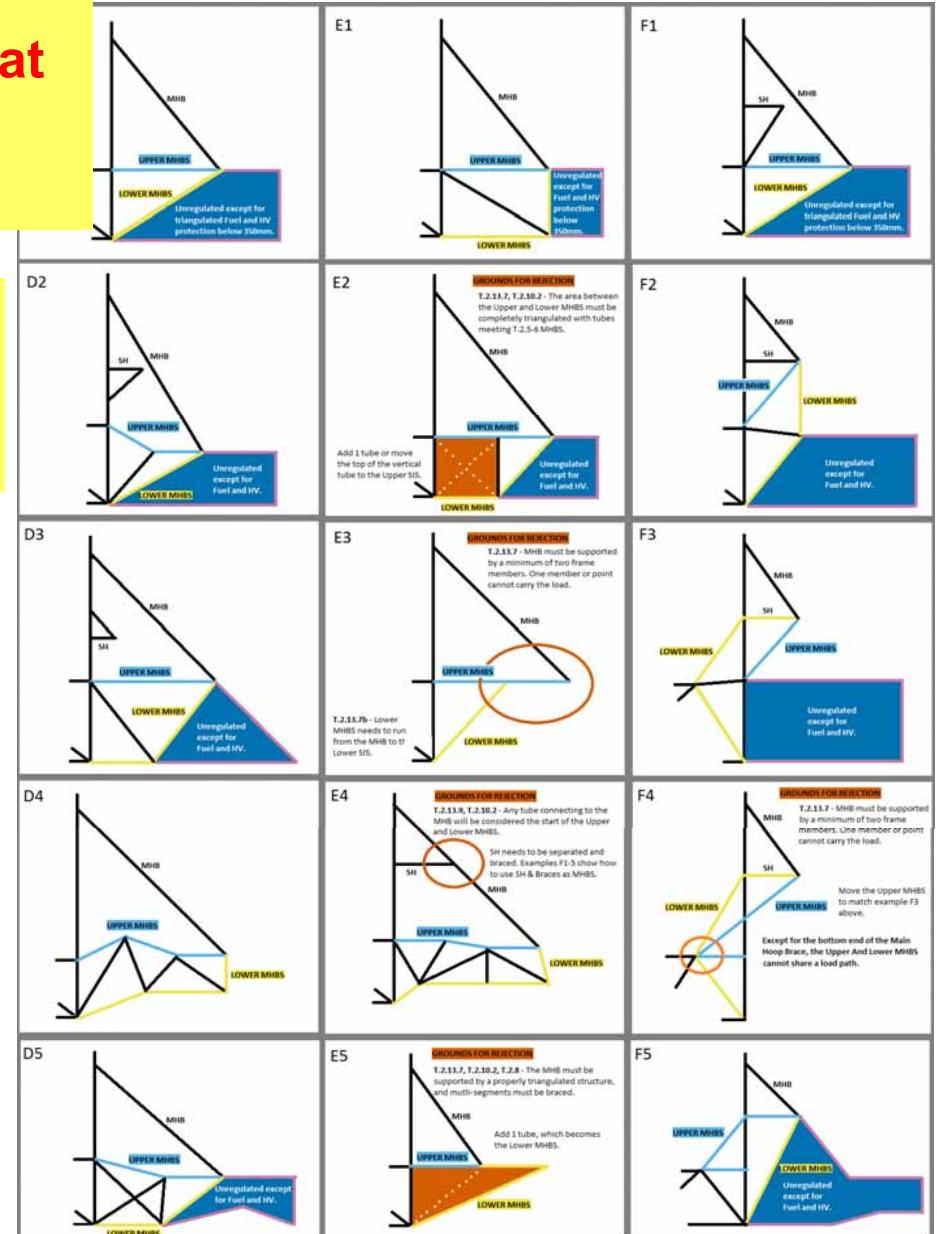 at
MHB
UPPER MHBS
LOWER MHBS
Unregulated except for
triangulated Fuel and HV
protection below 350mm.
E1
MHB
UPPER MHBS
Unregulated
except for
Fuel and HV
protection
below
350mm.
LOWER MHBS
F1
MHB
SH
UPPER MHBS
LOWER MHBS
Unregulated except for
triangulated Fuel and HV
protection below 350mm.
D2
SH
MHB
UPPER MHBS
Unregulated
except for
Fuel and HV.
LOWER MHBS
E2
GROUNDS FOR REJECTION
T.2.13.7, T.2.10.2 - The area between
the Upper and Lower MHBS must be
completely triangulated with tubes
meeting T.2.5-6 MHBS.
MHB
UPPER MHBS
Add 1 tube or move
the top of the vertical
tube to the Upper SIS.
Unregulated
except for
Fuel and HV.
LOWER MHBS
F2
MHB
SH
UPPER MHBS
LOWER MHBS
Unregulated
except for
Fuel and HV.
D3
MHB
SH
UPPER MHBS
LOWER MHBS
Unregulated
except for
Fuel and HV.
E3
GROUNDS FOR REJECTION
T.2.13.7 - MHB must be supported
by a minimum of two frame
members. One member or point
cannot carry the load.
MHB
UPPER MHBS
T.2.13.7b - Lower
MHBS needs to run
from the MHB to th
Lower SIS.
LOWER MHBS
F3
MHB
SH
LOWER MHBS
UPPER MHBS
Unregulated
except for
Fuel and HV.
D4
MHB
UPPER MHBS
LOWER MHBS
E4
GROUNDS FOR REJECTION
T.2.13.9, T.2.10.2 - Any tube connecting to the
MHB will be considered the start of the Upper
and Lower MHBS.
SH needs to be separated and
braced. Examples F1-5 show how
to use SH & Braces as MHBS.
SH
MHB
UPPER MHBS
LOWER MHBS
F4
GROUNDS FOR REJECTION
T.2.13.7 - MHB must be supported
by a minimum of two frame
members. One member or point
cannot carry the load.
MHB
SH
Move the Upper MHBS
to match example F3
above.
LOWER MHBS
UPPER MHBS
Except for the bottom end of the Main
Hoop Brace, the Upper And Lower MHBS
cannot share a load path.
D5
MHB
UPPER MHBS
Unregulated except
for Fuel and HV.
LOWER MHBS
E5
GROUNDS FOR REJECTION
T.2.13.7, T.2.10.2, T.2.8 - The MHB must be
supported by a properly triangulated structure,
and mutli-segments must be braced.
MHB
Add 1 tube, which becomes
the Lower MHBS.
UPPER MHBS
LOWER MHBS
F5
MHB
UPPER MHBS
LOWER MHBS
Unregulated
except for
Fuel and HV.